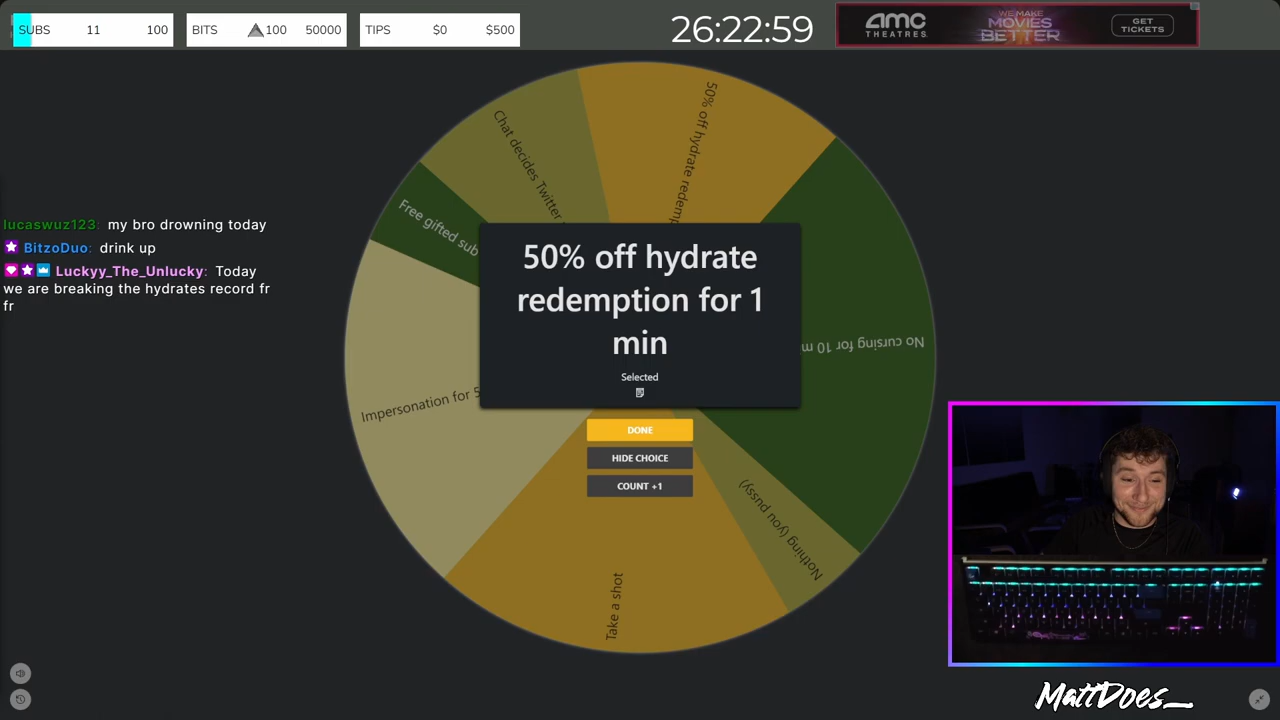 SUBS 11 100
BITS 100 50000
TIPS $0 $500
26:22:59
AMC THEATRES
WE MAKE MOVIES BETTER
GET TICKETS
50% off hydrate redemp
Chat decides Twitter
Free gifted sub
Impersonation for 5
Take a shot
Nothing (you pussy)
No cursing for 10 m
50% off hydrate
redemption for 1
min
Selected
DONE
HIDE CHOICE
COUNT +1
lucaswuz123: my bro drowning today
BitzoDuo: drink up
Luckyy_The_Unlucky: Today
we are breaking the hydrates record fr
fr
MattDoes_